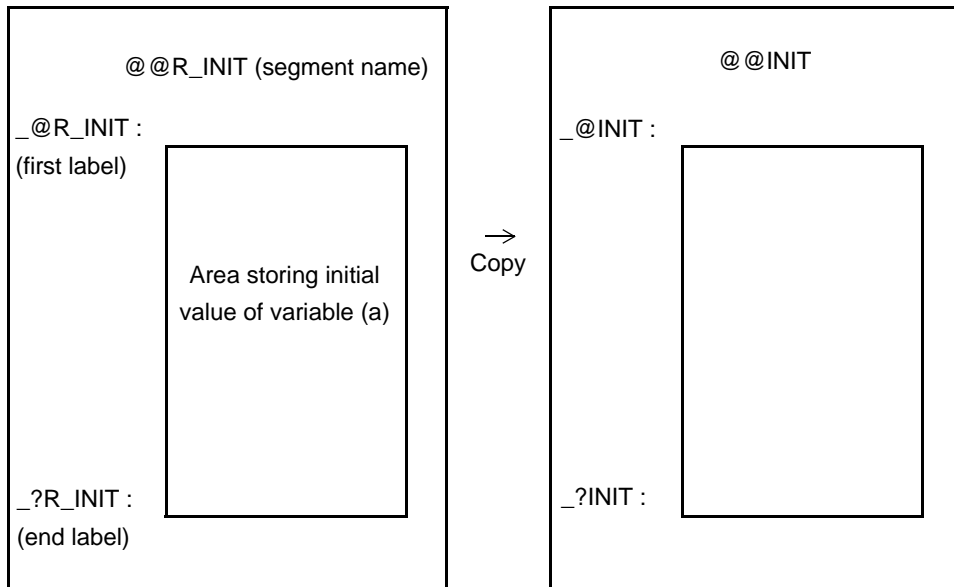 @@R_INIT (segment name)
_@R_INIT :
(first label)
Area storing initial
value of variable (a)
_?R_INIT :
(end label)
→
Copy
@@INIT
_@INIT :
_?INIT :